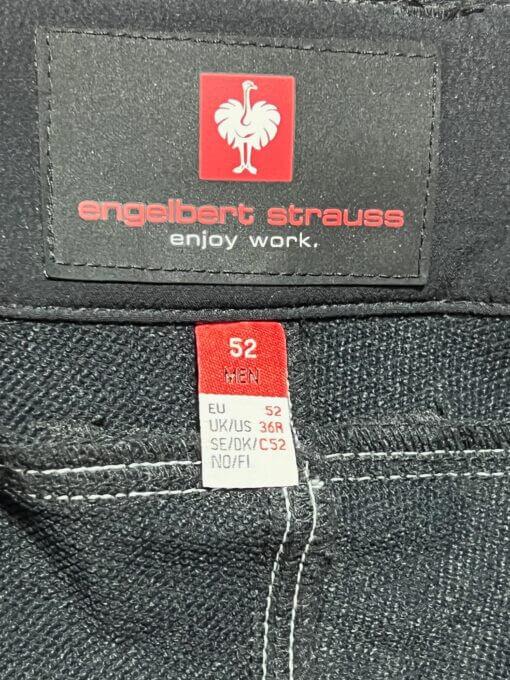 engelbert strauss
enjoy work.
52
MEN
EU 52
UK/US 36R
SE/DK/ C52
NO/FI